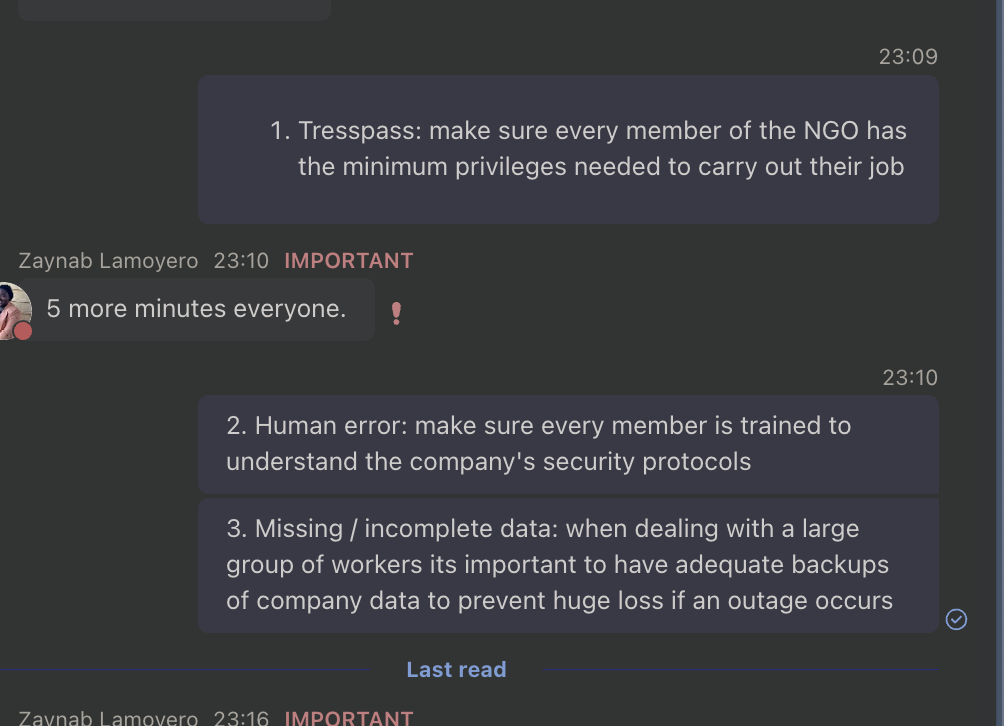 23:09
1. Tresspass: make sure every member of the NGO has
the minimum privileges needed to carry out their job
Zaynab Lamoyero 23:10 IMPORTANT
5 more minutes everyone.
23:10
2. Human error: make sure every member is trained to
understand the company's security protocols
3. Missing / incomplete data: when dealing with a large
group of workers its important to have adequate backups
of company data to prevent huge loss if an outage occurs
Last read
Zaynab Lamoyero 23:16 IMPORTANT